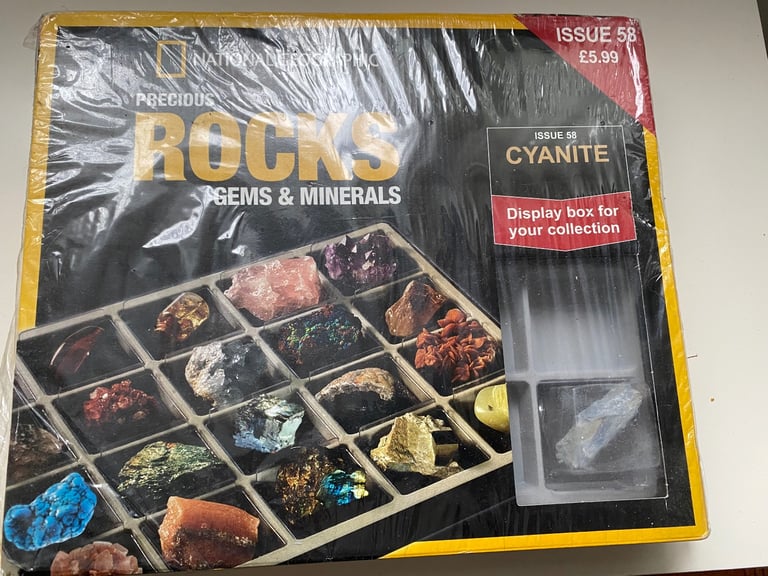 NATIONAL GEOGRAPHIC
PRECIOUS
ROCKS
GEMS & MINERALS
ISSUE 58
£5.99
ISSUE 58
CYANITE
Display box for
your collection